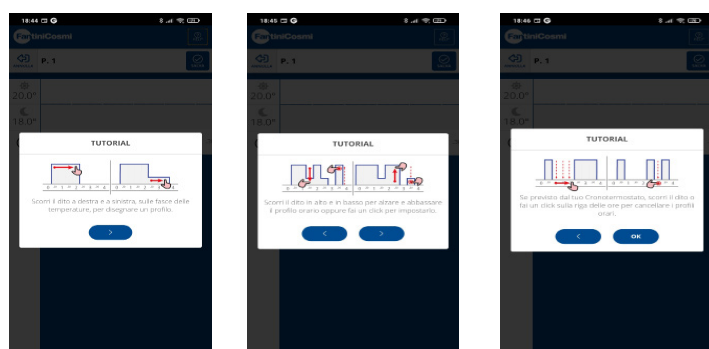 18:44
FantiniCosmi
P. 1
20.0°
18.0°
TUTORIAL
Scorri il dito a destra e a sinistra, sulle fasce delle
temperature, per disegnare un profilo.
18:45
FantiniCosmi
P. 1
20.0°
18.0°
TUTORIAL
Scorri il dito in alto e in basso per alzare e abbassare
il profilo orario oppure fai un click per impostarlo.
18:46
FantiniCosmi
P. 1
20.0°
18.0°
TUTORIAL
Se previsto dal tuo Cronotermostato, scorri il dito o
fai un click sulla riga delle ore per cancellare i profili
orari.
OK